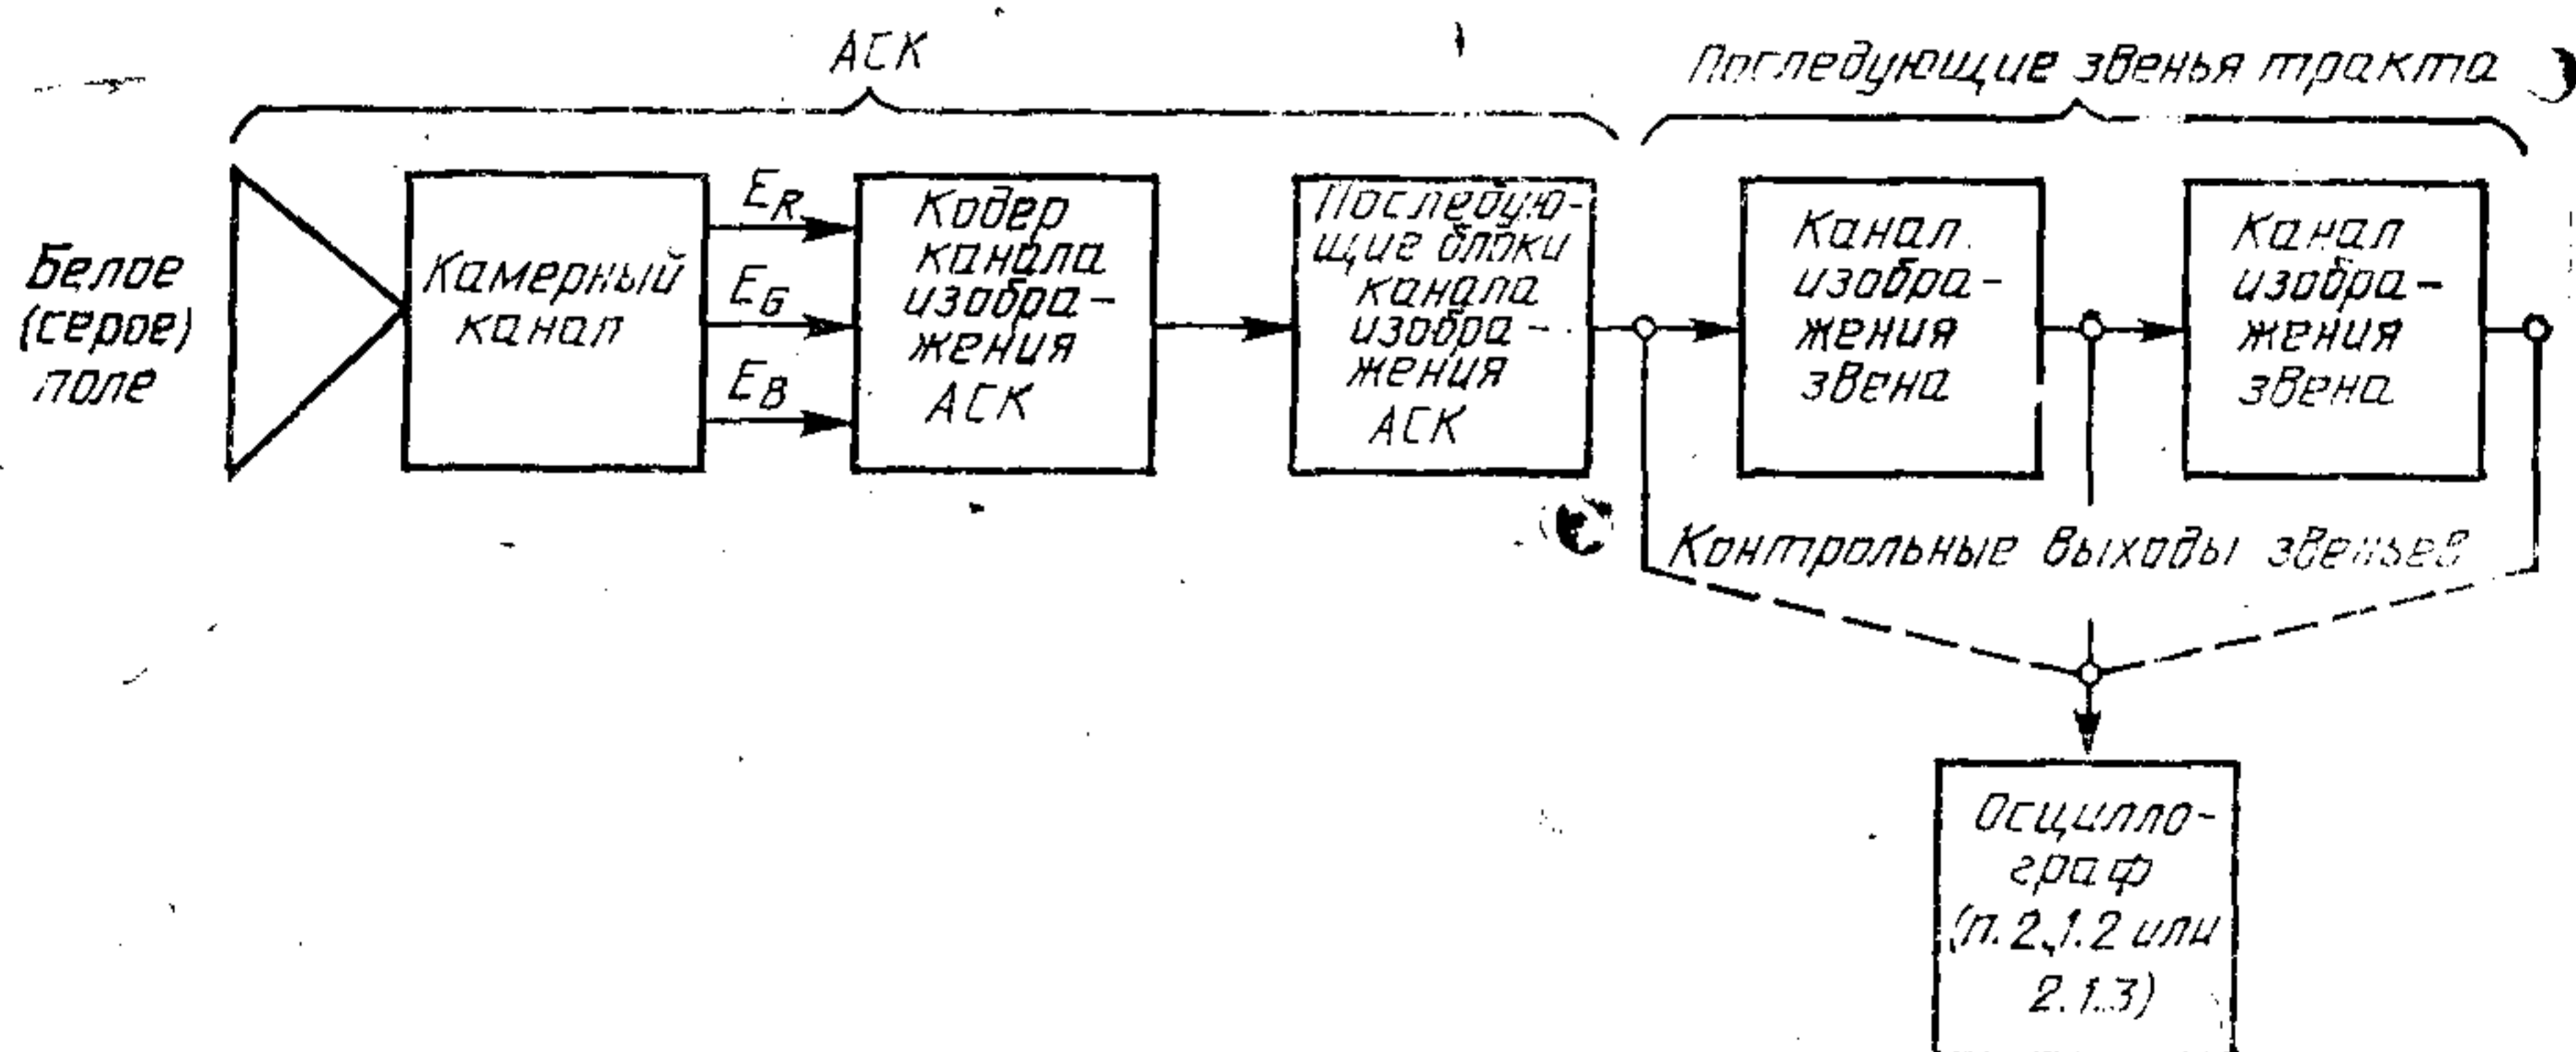 АСК
Последующие звенья тракта
Белое
(серое)
поле
Камерный
канал
E_R
E_G
E_B
Кодер
канала
изобра-
жения
АСК
Последую-
щие блоки
канала
изобра-
жения
АСК
Канал
изобра-
жения
звена
Канал
изобра-
жения
звена
Контрольные выходы звеньев
Осцилло-
граф
(п.2.1.2 или
2.1.3)